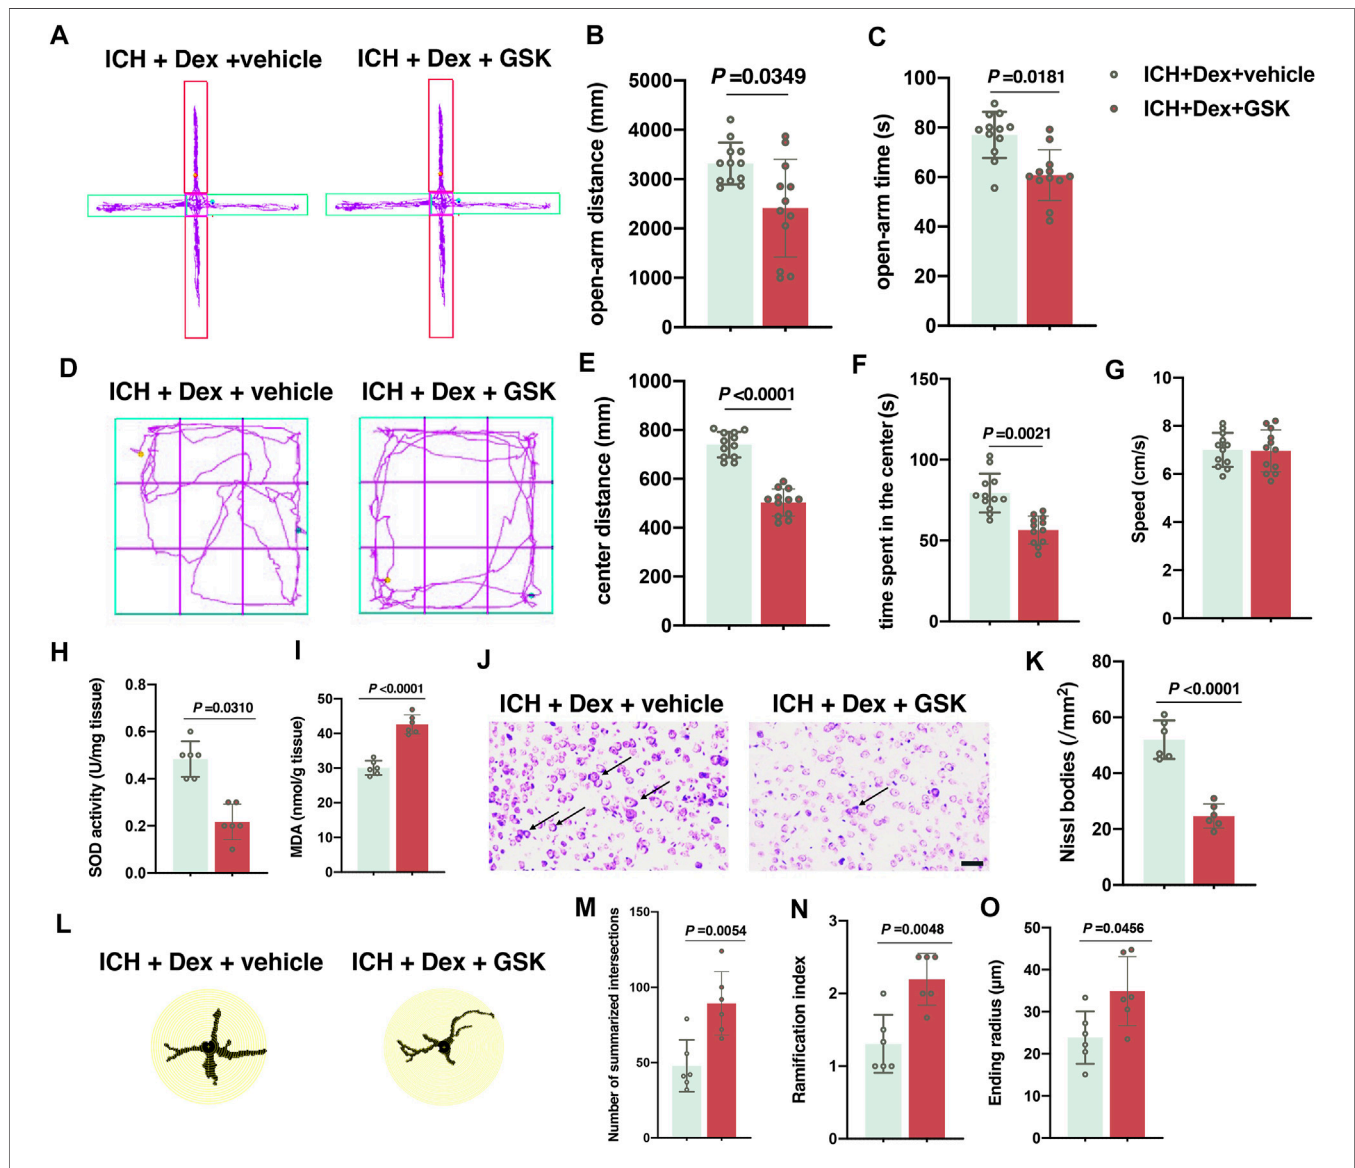 A
ICH + Dex +vehicle
ICH + Dex + GSK
B
P =0.0349
open-arm distance (mm)
5000
4000
3000
2000
1000
0
C
P =0.0181
open-arm time (s)
100
80
60
40
20
0
ICH+Dex+vehicle
ICH+Dex+GSK
D
ICH + Dex + vehicle
ICH + Dex + GSK
E
P <0.0001
center distance (mm)
1000
800
600
400
200
0
F
P =0.0021
time spent in the center (s)
150
100
50
0
G
Speed (cm/s)
10
8
6
4
2
0
H
P =0.0310
SOD activity (U/mg tissue)
0.8
0.6
0.4
0.2
0.0
I
P <0.0001
MDA (nmol/g tissue)
50
40
30
20
10
0
J
ICH + Dex + vehicle
ICH + Dex + GSK
K
P <0.0001
Nissl bodies (/mm²)
80
60
40
20
0
L
ICH + Dex + vehicle
ICH + Dex + GSK
M
P =0.0054
Number of summarized intersections
150
100
50
0
N
P =0.0048
Ramification index
3
2
1
0
O
P =0.0456
Ending radius (μm)
50
40
30
20
10
0